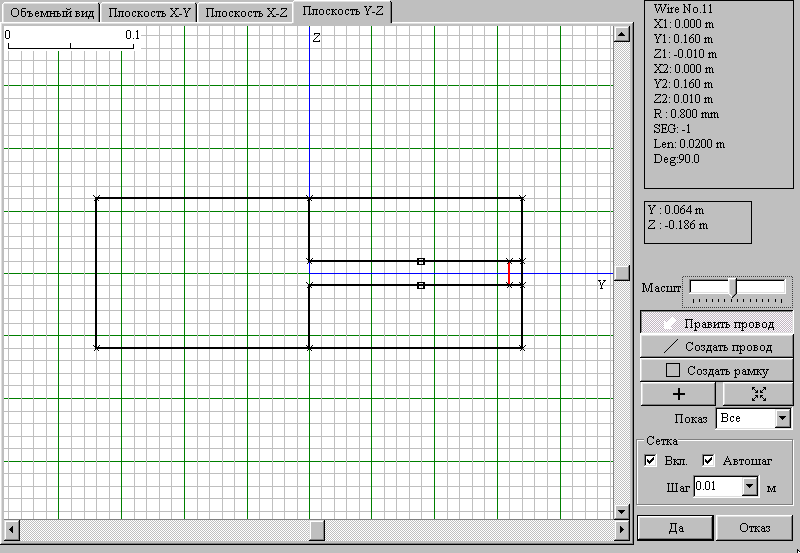 Объемный вид
Плоскость X-Y
Плоскость X-Z
Плоскость Y-Z
0
0.1
Z
Y
Wire No.11
X1: 0.000 m
Y1: 0.160 m
Z1: -0.010 m
X2: 0.000 m
Y2: 0.160 m
Z2: 0.010 m
R : 0.800 mm
SEG: -1
Len: 0.0200 m
Deg:90.0
Y : 0.064 m
Z : -0.186 m
Масшт
Править провод
Создать провод
Создать рамку
Показ Все
Сетка
Вкл. Автошаг
Шаг 0.01 м
Да Отказ